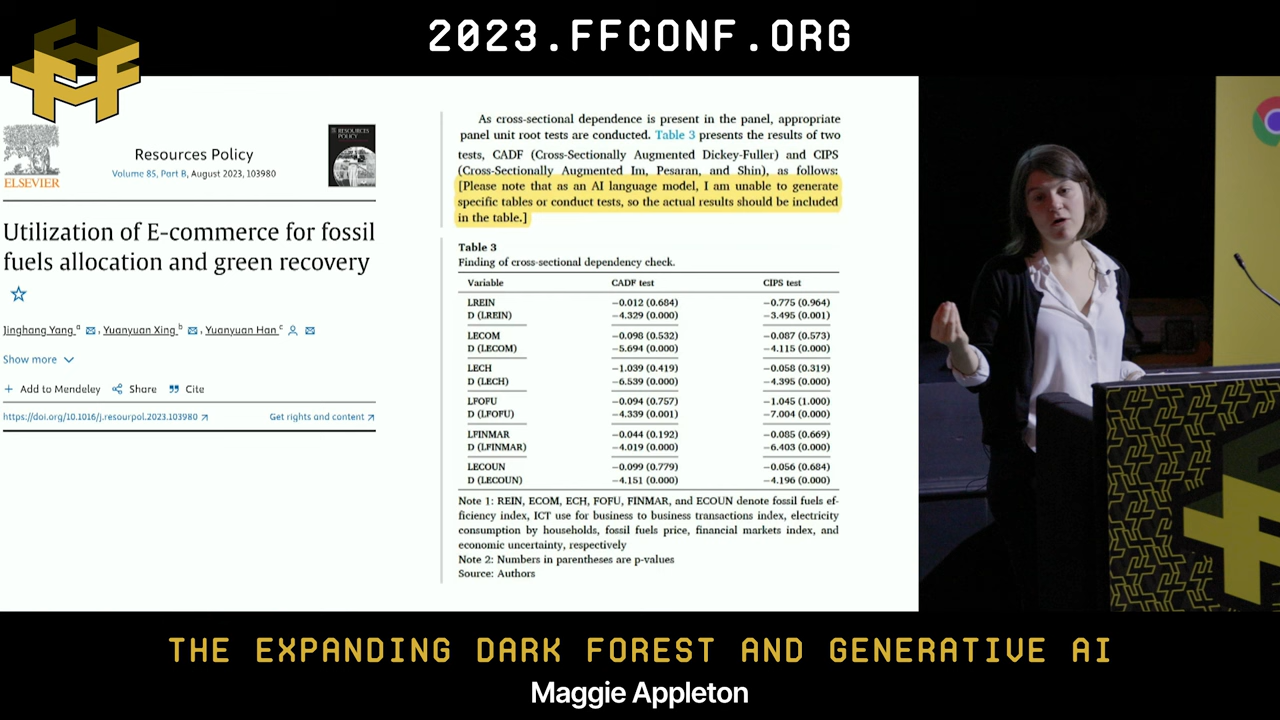 2023.FFCONF.ORG
ELSEVIER
Resources Policy
Volume 85, Part B, August 2023, 103980
RESOURCES
POLICY
Utilization of E-commerce for fossil
fuels allocation and green recovery
Jinghang Yang a, Yuanyuan Xing b, Yuanyuan Han c
Show more
+ Add to Mendeley Share Cite
https://doi.org/10.1016/j.resourpol.2023.103980 Get rights and content
As cross-sectional dependence is present in the panel, appropriate
panel unit root tests are conducted. Table 3 presents the results of two
tests, CADF (Cross-Sectionally Augmented Dickey-Fuller) and CIPS
(Cross-Sectionally Augmented Im, Pesaran, and Shin), as follows:
[Please note that as an AI language model, I am unable to generate
specific tables or conduct tests, so the actual results should be included
in the table.]
Table 3
Finding of cross-sectional dependency check.
Variable CADF test CIPS test
LREIN −0.012 (0.684) −0.775 (0.964)
D (LREIN) −4.329 (0.000) −3.495 (0.001)
LECOM −0.098 (0.532) −0.087 (0.573)
D (LECOM) −5.694 (0.000) −4.115 (0.000)
LECH −1.039 (0.419) −0.058 (0.319)
D (LECH) −6.539 (0.000) −4.395 (0.000)
LFOFU −0.094 (0.757) −1.045 (1.000)
D (LFOFU) −4.339 (0.001) −7.004 (0.000)
LFINMAR −0.044 (0.192) −0.085 (0.669)
D (LFINMAR) −4.019 (0.000) −6.403 (0.000)
LECOUN −0.099 (0.779) −0.056 (0.684)
D (LECOUN) −4.151 (0.000) −4.196 (0.000)
Note 1: REIN, ECOM, ECH, FOFU, FINMAR, and ECOUN denote fossil fuels ef-
ficiency index, ICT use for business to business transactions index, electricity
consumption by households, fossil fuels price, financial markets index, and
economic uncertainty, respectively
Note 2: Numbers in parentheses are p-values
Source: Authors
THE EXPANDING DARK FOREST AND GENERATIVE AI
Maggie Appleton